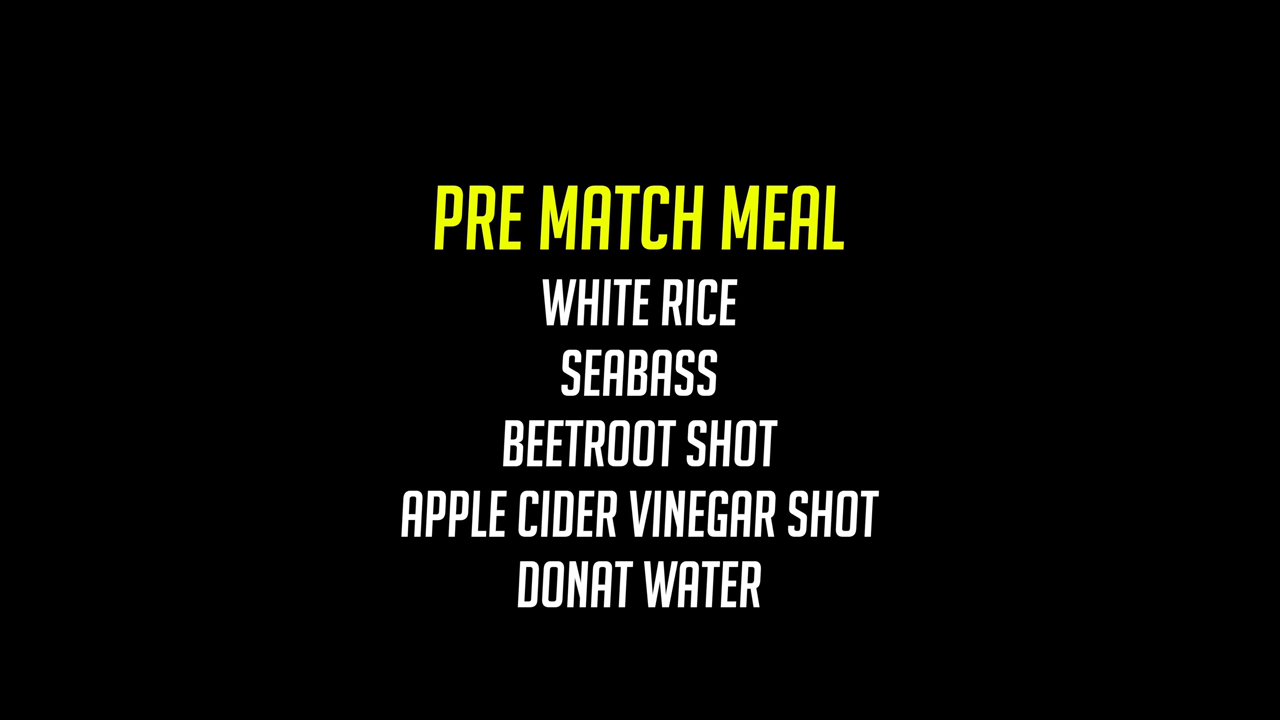 PRE MATCH MEAL
WHITE RICE
SEABASS
BEETROOT SHOT
APPLE CIDER VINEGAR SHOT
DONAT WATER